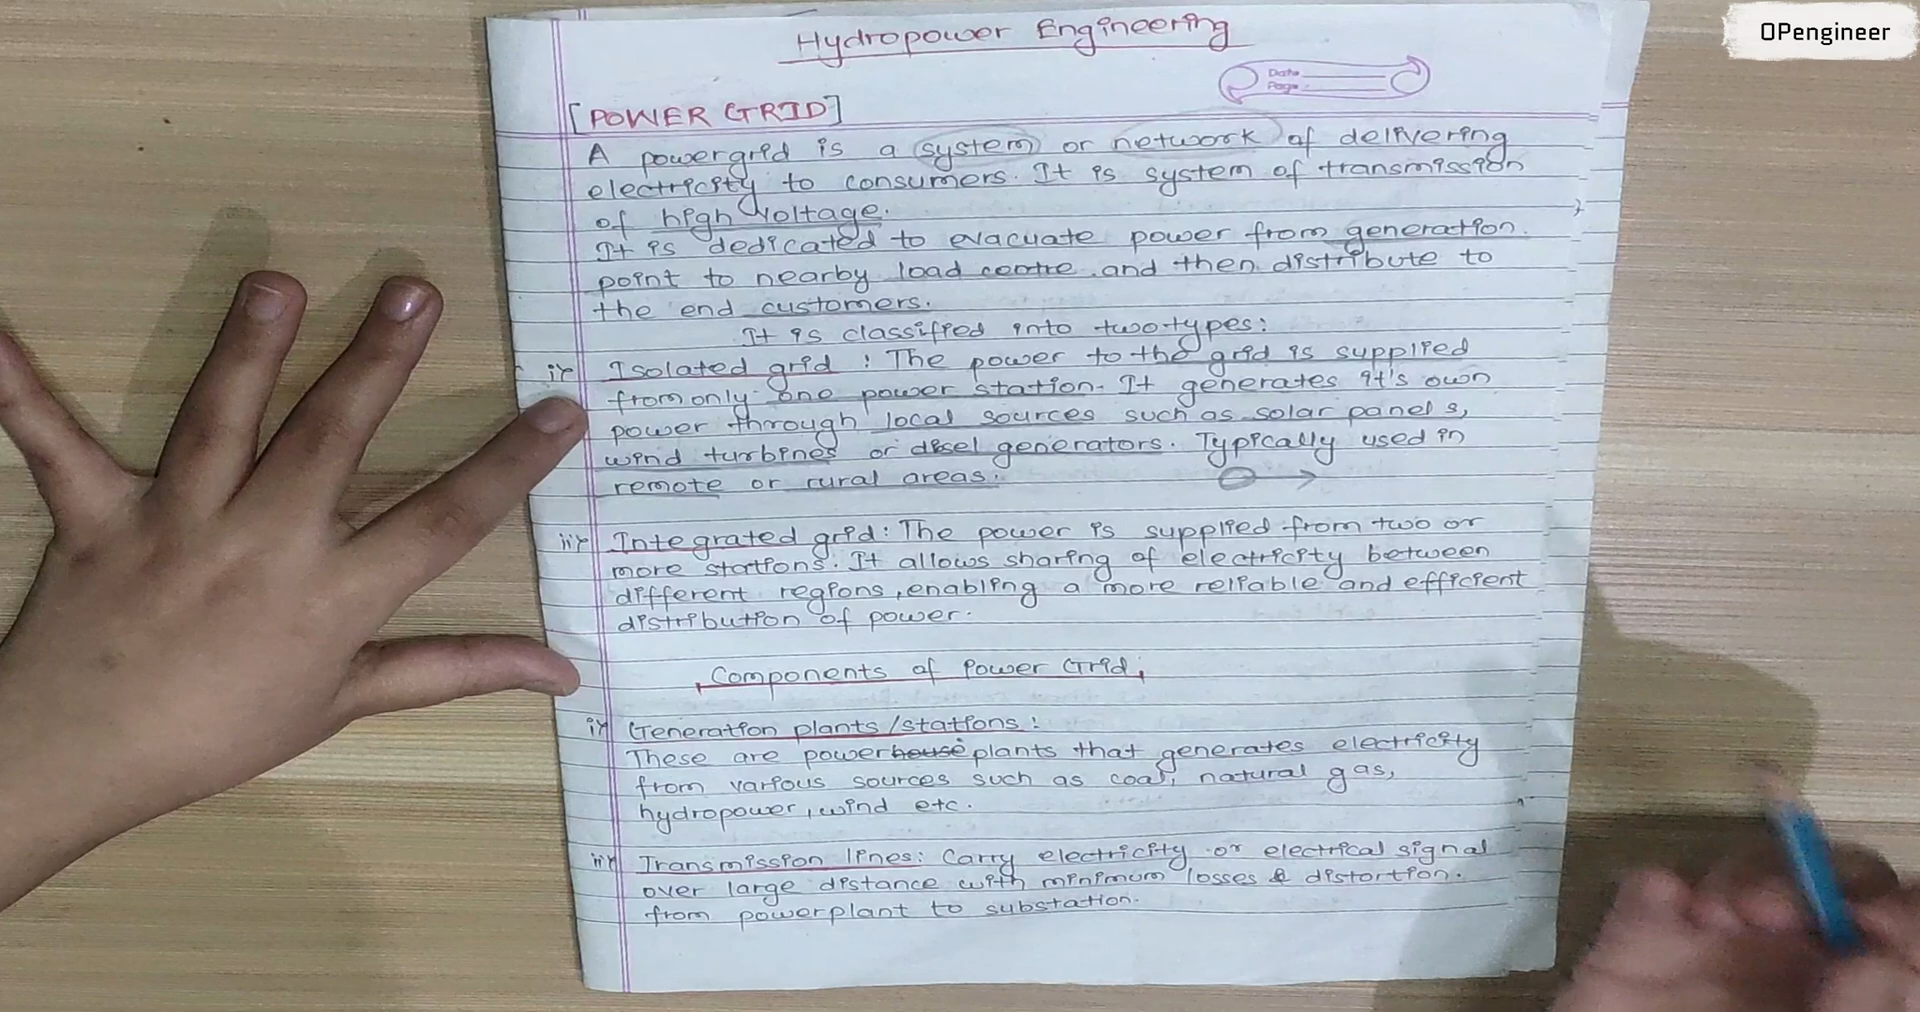 OPengineer
Hydropower Engineering
Date
Page
[POWER GRID]
A powergrid is a system or network of delivering
electricity to consumers. It is system of transmission
of high voltage.
It is dedicated to evacuate power from generation.
point to nearby load centre and then distribute to
the end customers.
It is classified into two types:
i) Isolated grid : The power to the grid is supplied
from only one power station. It generates it's own
power through local sources such as solar panels,
wind turbines or disel generators. Typically used in
remote or rural areas.
ii) Integrated grid: The power is supplied from two or
more stations. It allows sharing of electricity between
different regions, enabling a more reliable and efficient
distribution of power.
Components of Power Grid,
i) Generation plants/stations:
These are powerhouse plants that generates electricity
from various sources such as coal, natural gas,
hydropower, wind etc.
ii) Transmission lines: Carry electricity or electrical signal
over large distance with minimum losses & distortion.
from powerplant to substation.